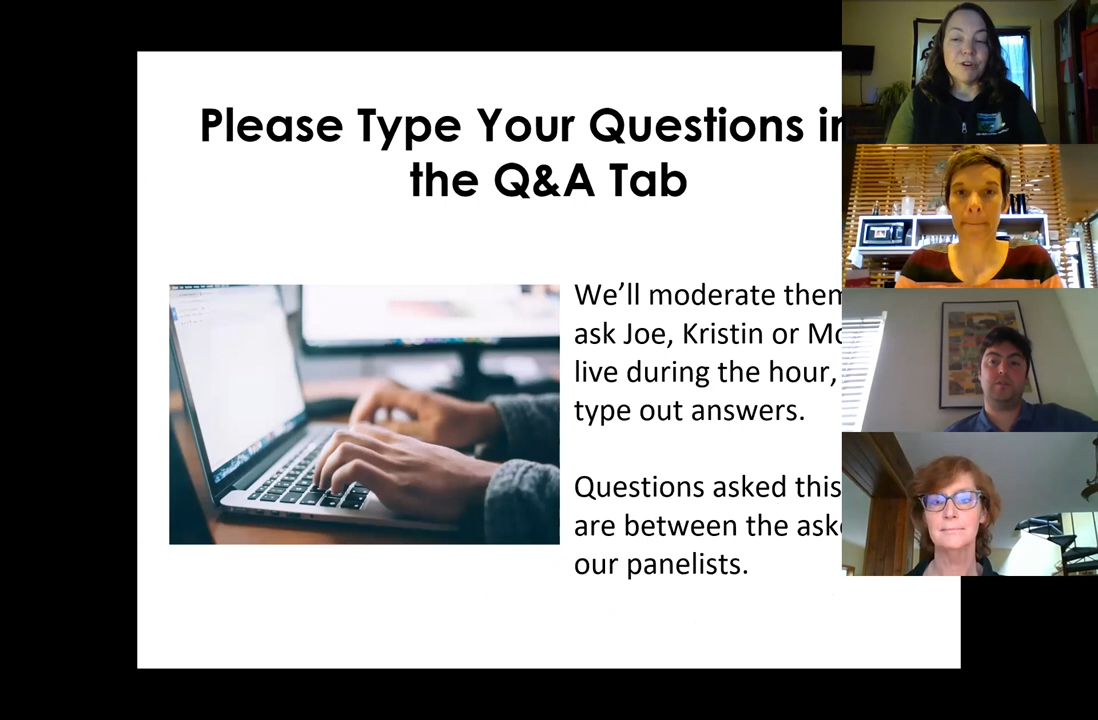 Please Type Your Questions in
the Q&A Tab
We'll moderate them
ask Joe, Kristin or
live during the hour,
type out answers.
Questions asked this
are between the
our panelists.